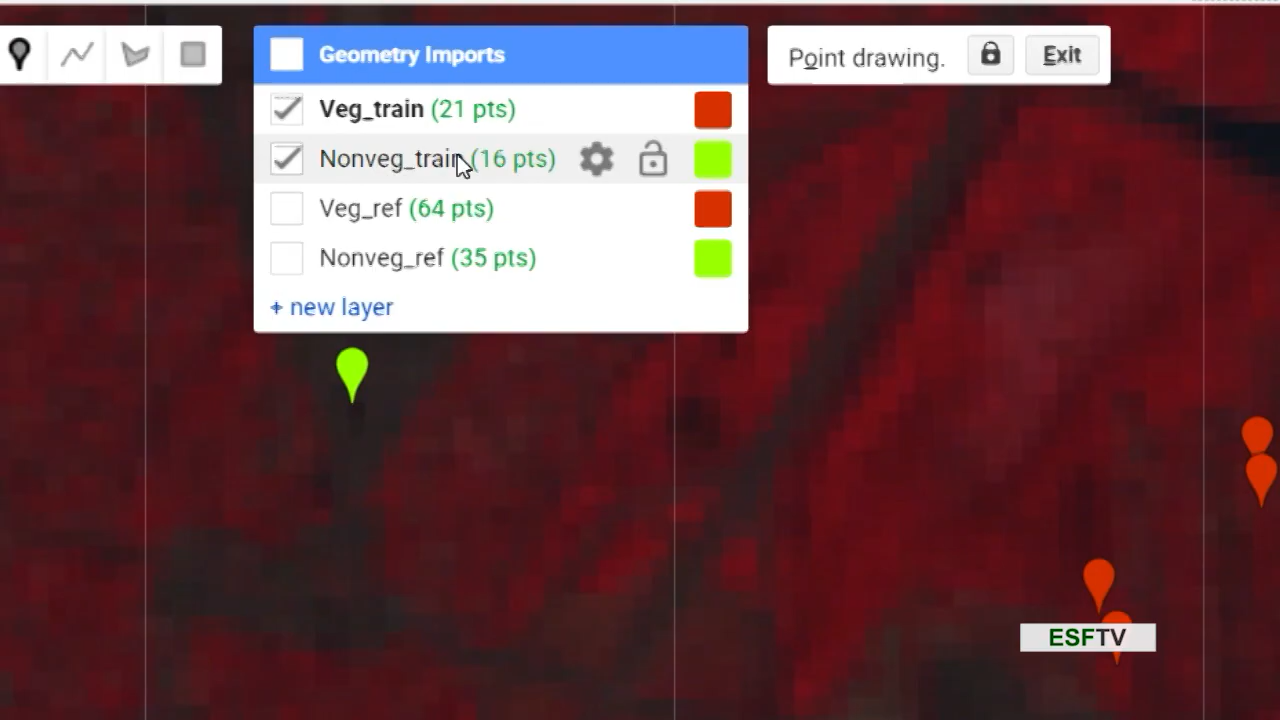 Geometry Imports
Point drawing.
Exit
Veg_train (21 pts)
Nonveg_train (16 pts)
Veg_ref (64 pts)
Nonveg_ref (35 pts)
+ new layer
ESFTV